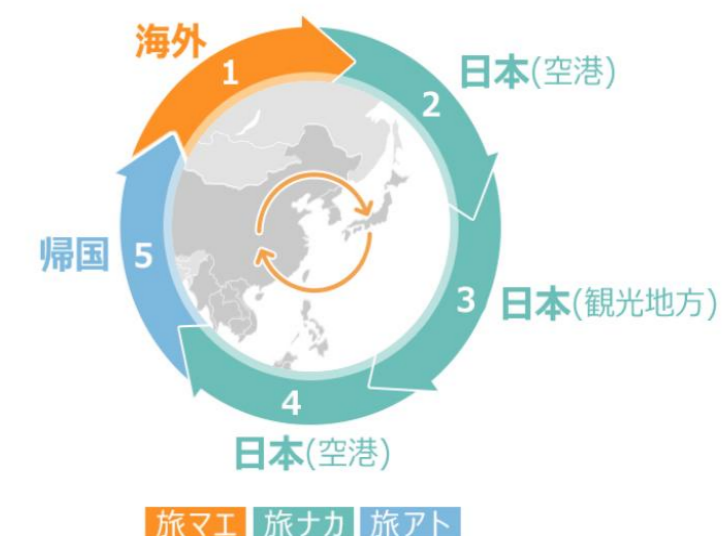 海外
1
日本(空港)
2
3
日本(観光地方)
4
日本(空港)
帰国
5
旅マエ 旅ナカ 旅アト